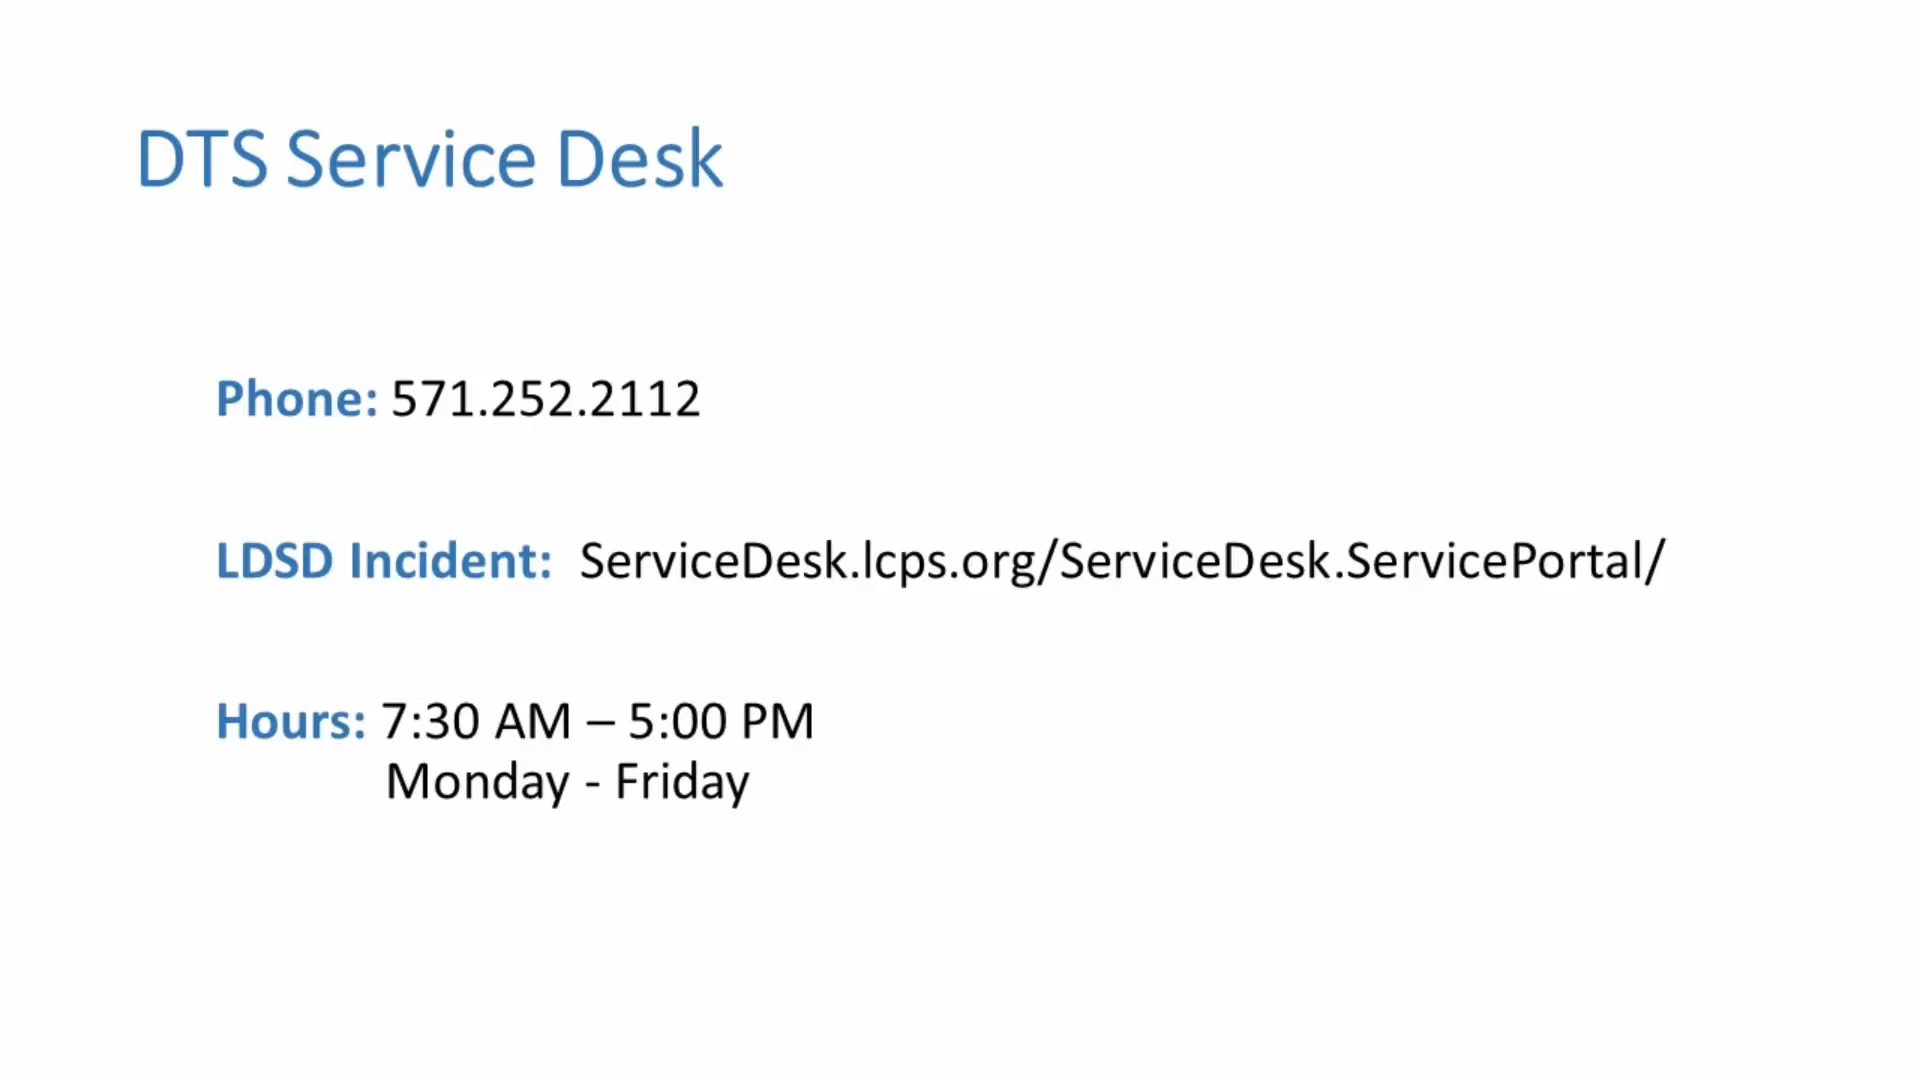 DTS Service Desk
Phone: 571.252.2112
LDSD Incident: ServiceDesk.lcps.org/ServiceDesk.ServicePortal/
Hours: 7:30 AM – 5:00 PM
Monday - Friday